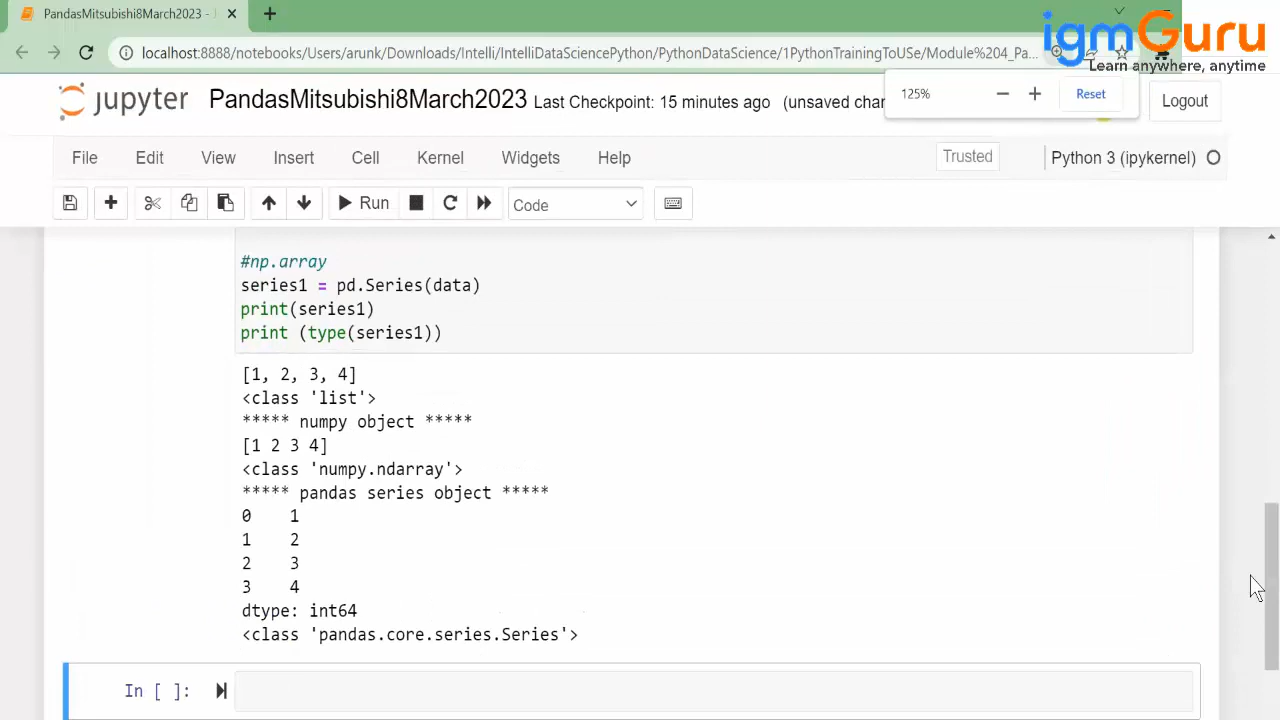 PandasMitsubishi8March2023 -
igmGuru
localhost:8888/notebooks/Users/arunk/Downloads/Intelli/IntelliDataSciencePython/PythonDataScience/1PythonTrainingToUSe/Module%204_Pa...
Learn anywhere, anytime
125%
Reset
jupyter PandasMitsubishi8March2023 Last Checkpoint: 15 minutes ago (unsaved char
Logout
File Edit View Insert Cell Kernel Widgets Help Trusted Python 3 (ipykernel)
Run Code
#np.array
series1 = pd.Series(data)
print(series1)
print (type(series1))
[1, 2, 3, 4]
<class 'list'>
***** numpy object *****
[1 2 3 4]
<class 'numpy.ndarray'>
***** pandas series object *****
0 1
1 2
2 3
3 4
dtype: int64
<class 'pandas.core.series.Series'>
In [ ]: